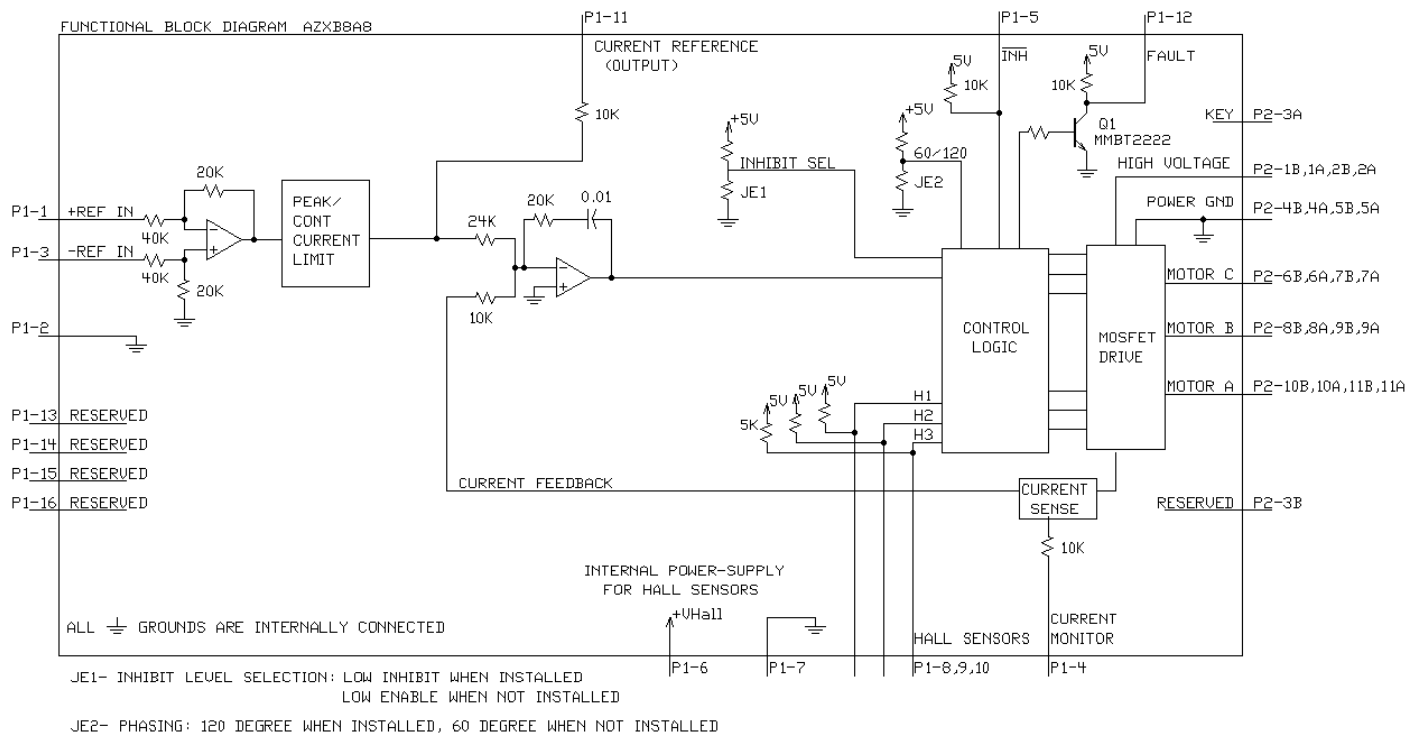 FUNCTIONAL BLOCK DIAGRAM AZXB8A8
P1-11
P1-5
P1-12
CURRENT REFERENCE
(OUTPUT)
INH
FAULT
5V
10K
5V
10K
10K
+5V
INHIBIT SEL
JE1
+5V
60/120
JE2
Q1
MMBT2222
KEY
P2-3A
HIGH VOLTAGE
P2-1B,1A,2B,2A
POWER GND
P2-4B,4A,5B,5A
MOTOR C
P2-6B,6A,7B,7A
MOTOR B
P2-8B,8A,9B,9A
MOTOR A
P2-10B,10A,11B,11A
RESERVED
P2-3B
P1-1
+REF IN
40K
20K
P1-3
-REF IN
40K
20K
P1-2
PEAK/
CONT
CURRENT
LIMIT
24K
20K
0.01
10K
-
+
-
+
CONTROL
LOGIC
MOSFET
DRIVE
P1-13
RESERVED
P1-14
RESERVED
P1-15
RESERVED
P1-16
RESERVED
5K
5V
5V
5V
H1
H2
H3
CURRENT FEEDBACK
CURRENT
SENSE
10K
INTERNAL POWER-SUPPLY
FOR HALL SENSORS
+VHall
ALL GROUNDS ARE INTERNALLY CONNECTED
HALL SENSORS
CURRENT
MONITOR
P1-6
P1-7
P1-8,9,10
P1-4
JE1- INHIBIT LEVEL SELECTION: LOW INHIBIT WHEN INSTALLED
LOW ENABLE WHEN NOT INSTALLED
JE2- PHASING: 120 DEGREE WHEN INSTALLED, 60 DEGREE WHEN NOT INSTALLED